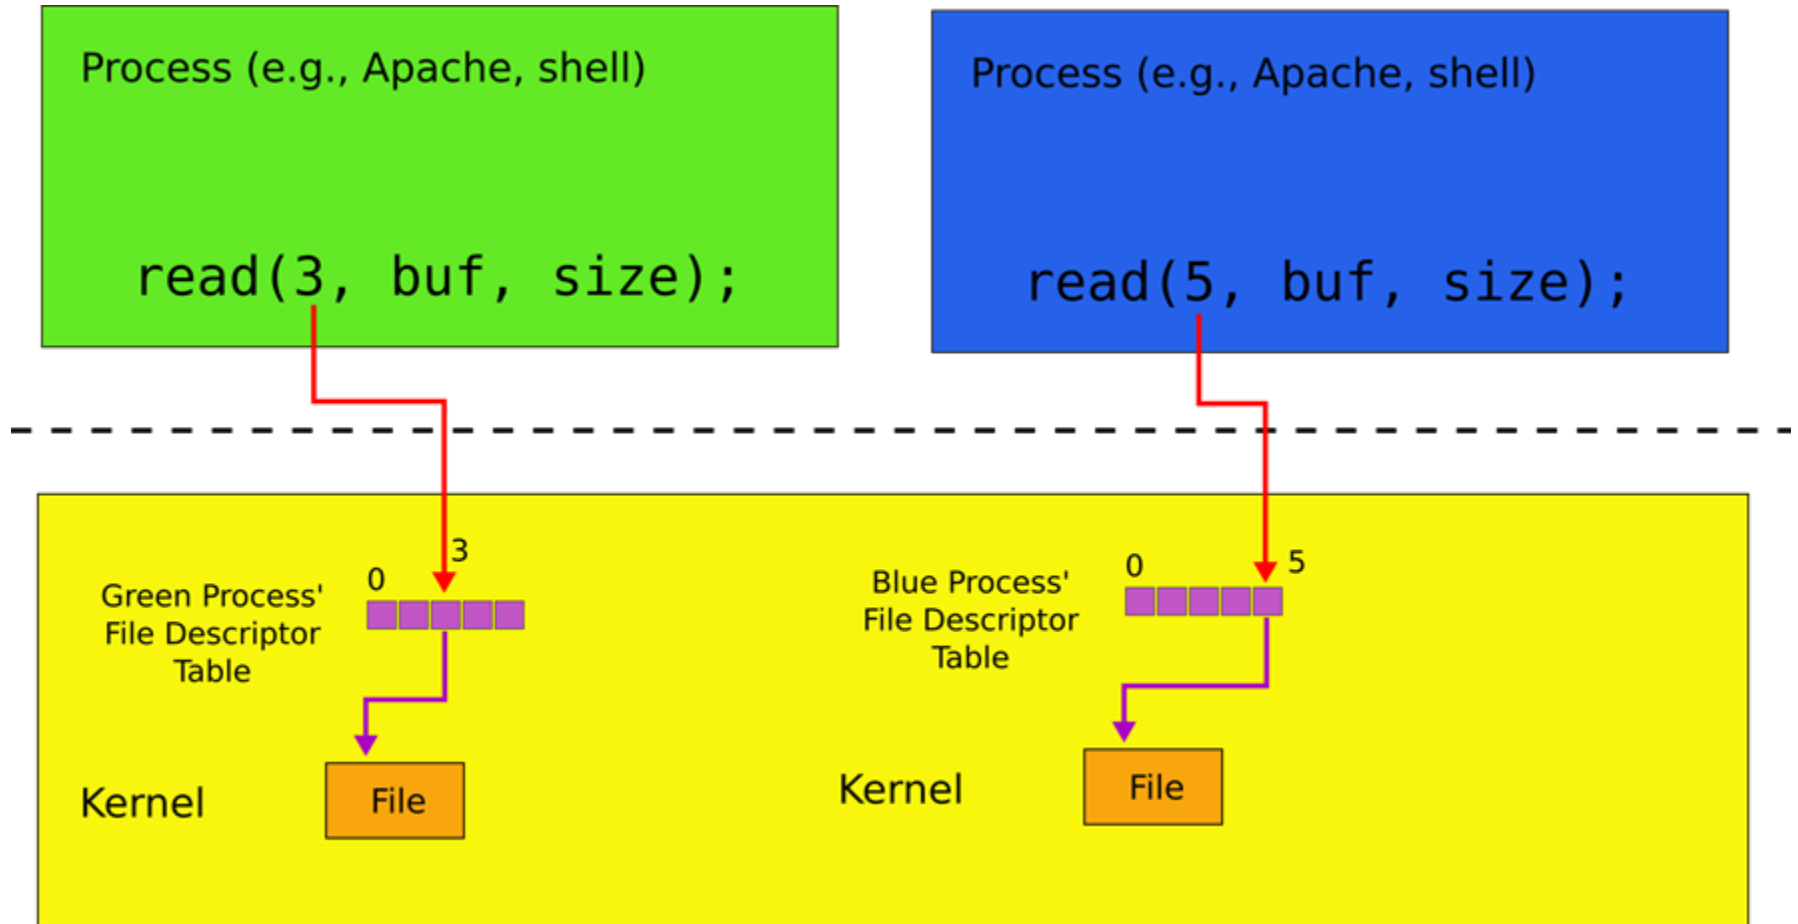 Process (e.g., Apache, shell)
read(3, buf, size);
Process (e.g., Apache, shell)
read(5, buf, size);
Green Process'
File Descriptor
Table
0
3
Kernel
File
Blue Process'
File Descriptor
Table
0
5
Kernel
File